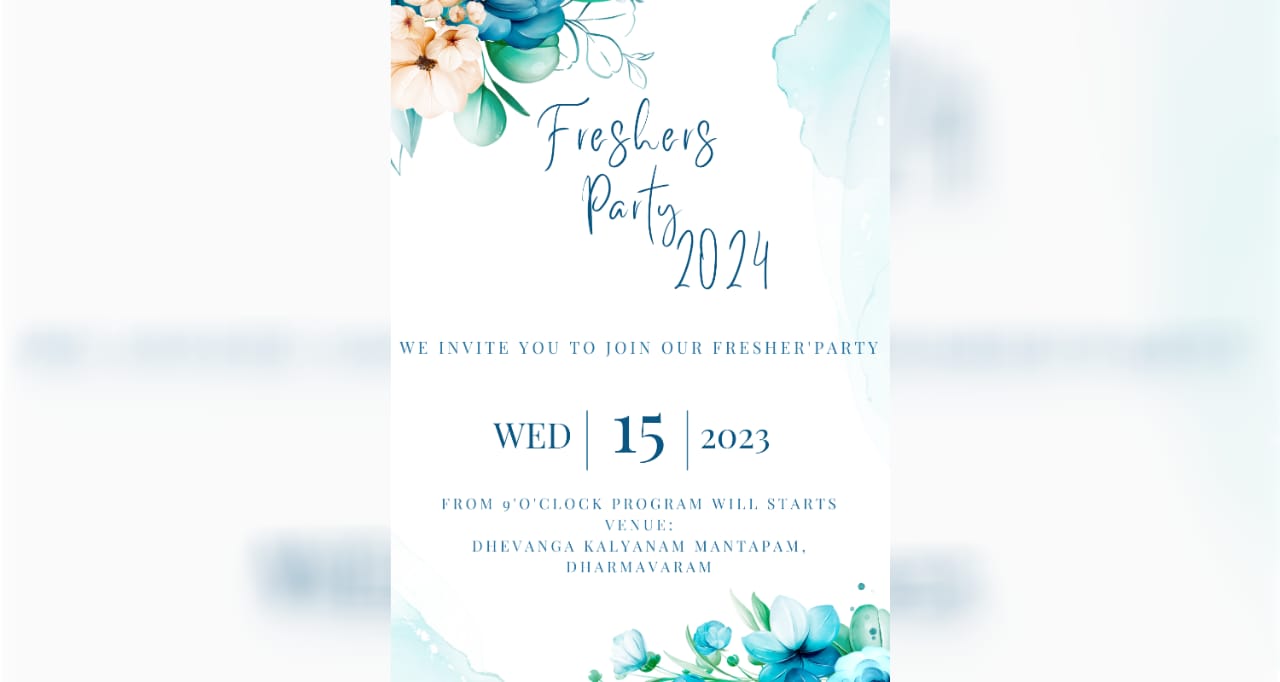 Freshers
Party
2024
WE INVITE YOU TO JOIN OUR FRESHER'PARTY
WED 15 2023
FROM 9'O'CLOCK PROGRAM WILL STARTS
VENUE:
DHEVANGA KALYANAM MANTAPAM,
DHARMAVARAM